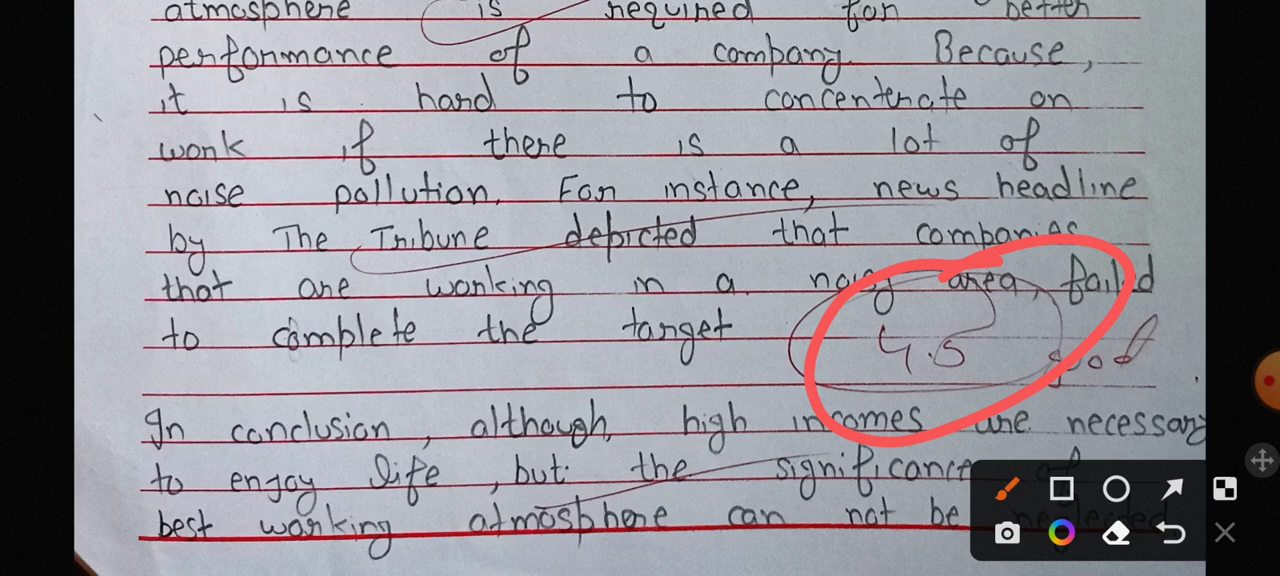 atmosphere is required for better
performance of a company. Because,
it is hard to concenterate on
work if there is a lot of
noise pollution. For instance, news headline
by The Tribune depicted that companies
that are working in a noisy area, failed
to complete the target
4.5 good
In conclusion, although high incomes are necessary
to enjoy life, but the significance of
best working atmosphere can not be neglected